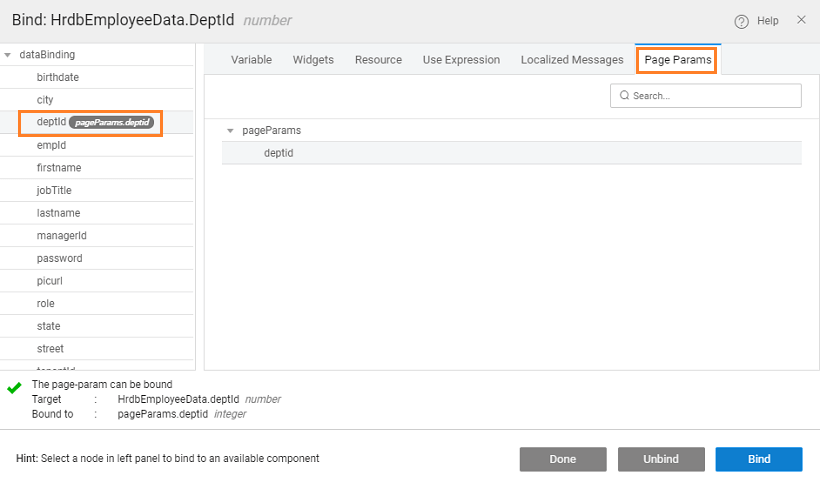 Bind: HrdbEmployeeData.DeptId number
Help
dataBinding
birthdate
city
deptId pageParams.deptid
empId
firstname
jobTitle
lastname
managerId
password
picurl
role
state
street
Variable Widgets Resource Use Expression Localized Messages Page Params
Search...
pageParams
deptid
The page-param can be bound
Target : HrdbEmployeeData.deptId number
Bound to : pageParams.deptid integer
Hint: Select a node in left panel to bind to an available component
Done Unbind Bind